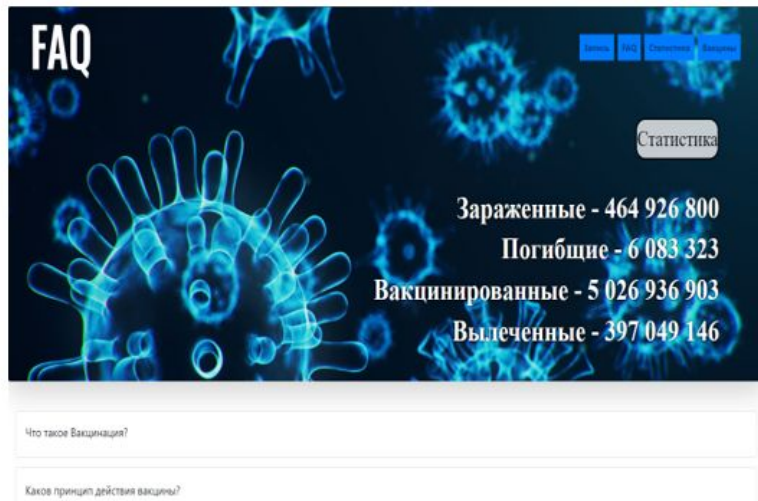 FAQ
Запись FAQ Статистика Вакцины
Статистика
Зараженные - 464 926 800
Погибщие - 6 083 323
Вакцинированные - 5 026 936 903
Вылеченные - 397 049 146
Что такое Вакцинация?
Каков принцип действия вакцины?